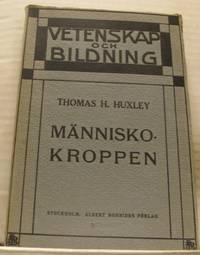 VETENSKAP
OCH
BILDNING
THOMAS H. HUXLEY
MÄNNISKO-
KROPPEN
STOCKHOLM. ALBERT BONNIERS FÖRLAG